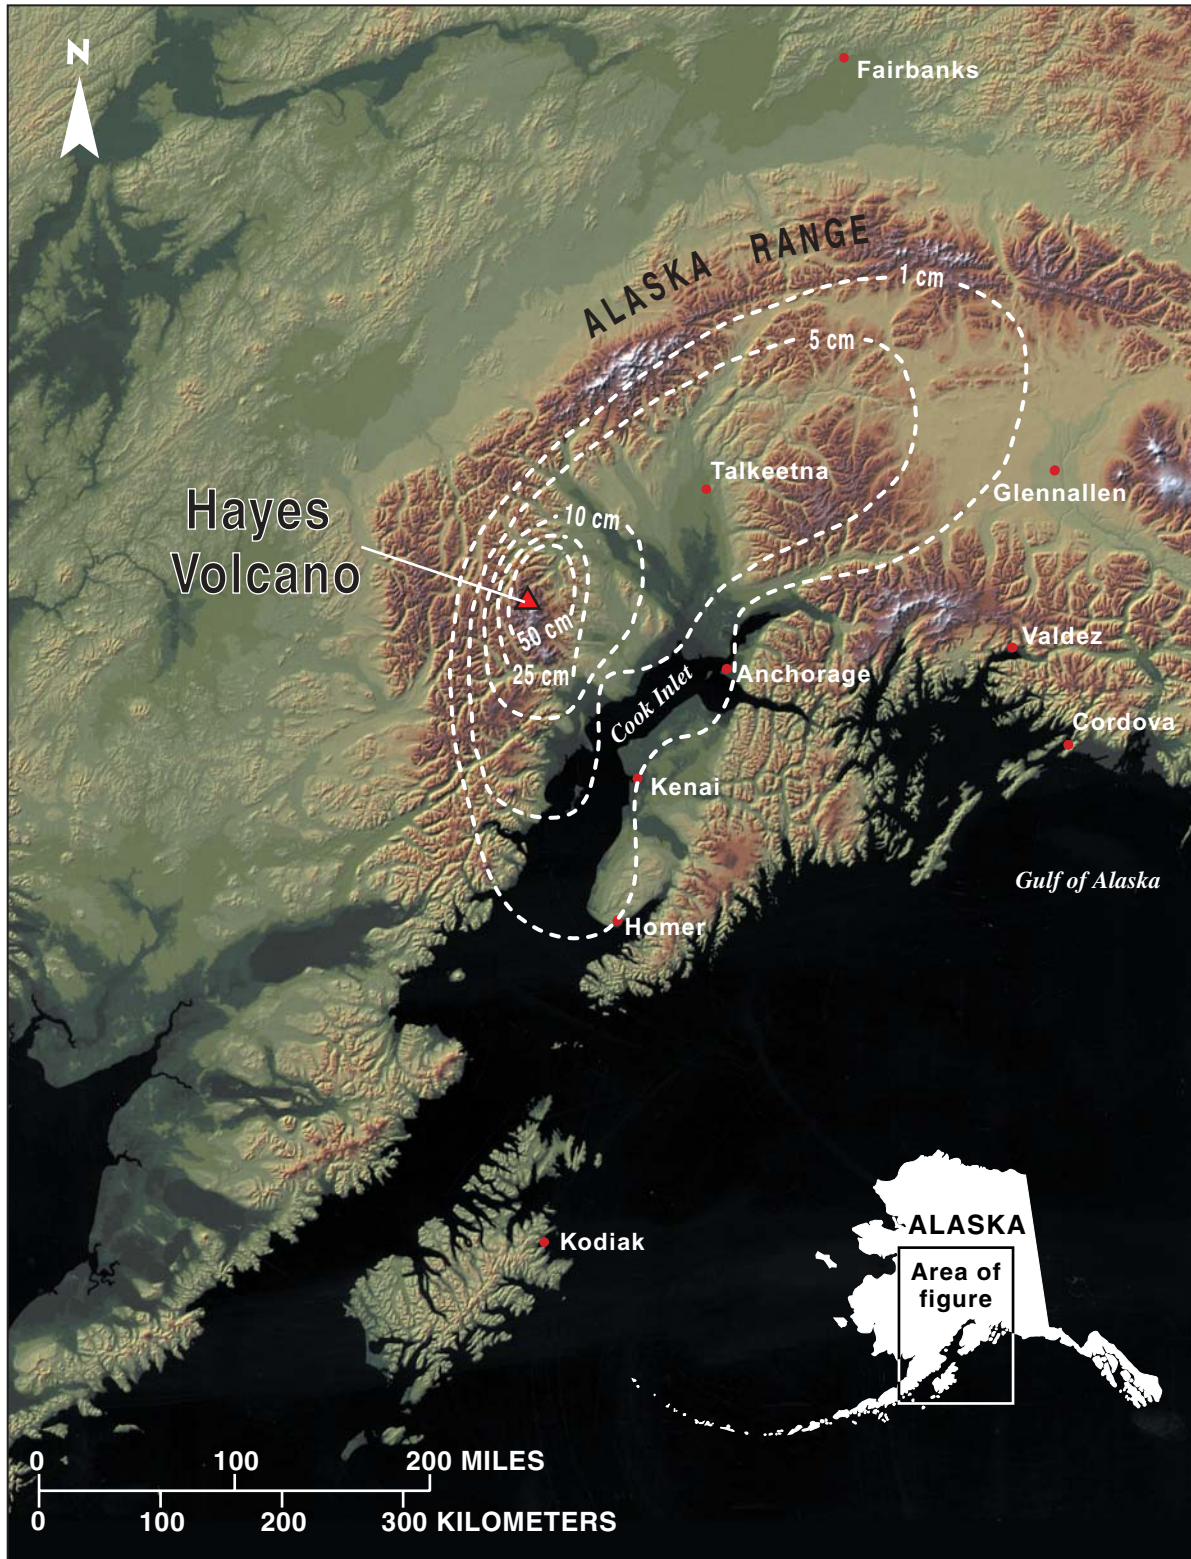 N
Fairbanks
ALASKA RANGE
1 cm
5 cm
Talkeetna
Glennallen
Hayes
Volcano
10 cm
50 cm
25 cm
Valdez
Anchorage
Cook Inlet
Cordova
Kenai
Gulf of Alaska
Homer
Kodiak
ALASKA
Area of
figure
0 100 200 MILES
0 100 200 300 KILOMETERS